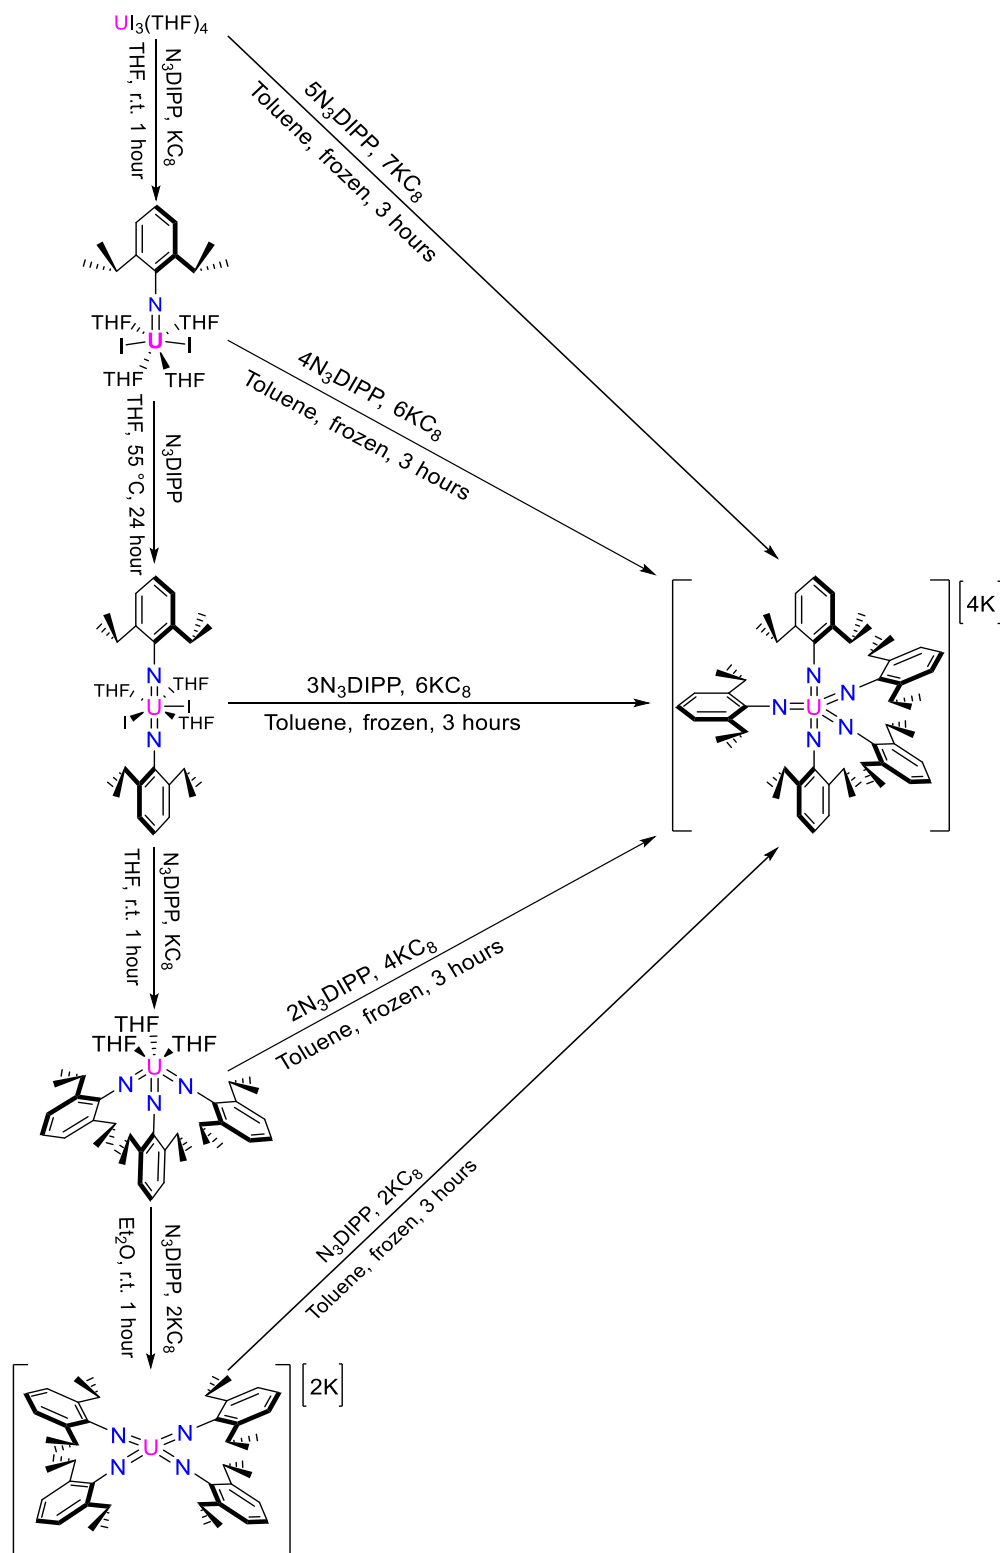 UI₃(THF)₄
N₃DIPP, KC₈
THF, r.t. 1 hour
5N₃DIPP, 7KC₈
Toluene, frozen, 3 hours
N
THF THF
I U I
THF THF
4N₃DIPP, 6KC₈
Toluene, frozen, 3 hours
N₃DIPP
THF, 55 °C, 24 hour
N
THF THF
U I
I THF
N
3N₃DIPP, 6KC₈
Toluene, frozen, 3 hours
[4K]
N
N
N U
N
N
N₃DIPP, KC₈
THF, r.t. 1 hour
2N₃DIPP, 4KC₈
Toluene, frozen, 3 hours
THF
THF THF
U
N N
N
N₃DIPP, 2KC₈
Et₂O, r.t. 1 hour
N₃DIPP, 2KC₈
Toluene, frozen, 3 hours
[2K]
N N
U
N N